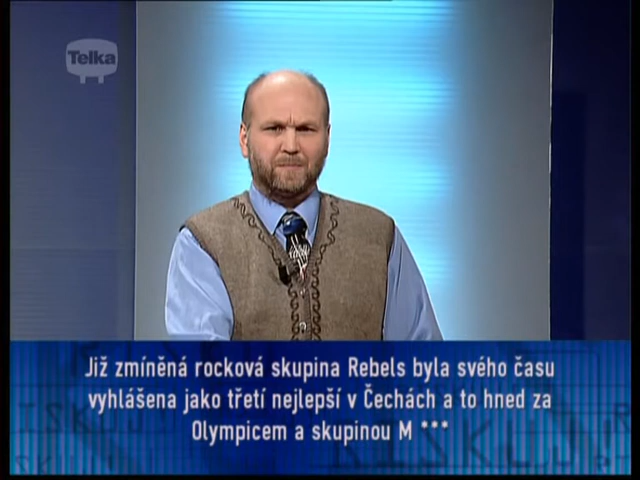 Telka
Již zmíněná rocková skupina Rebels byla svého času
vyhlášena jako třetí nejlepší v Čechách a to hned za
Olympicem a skupinou M ***